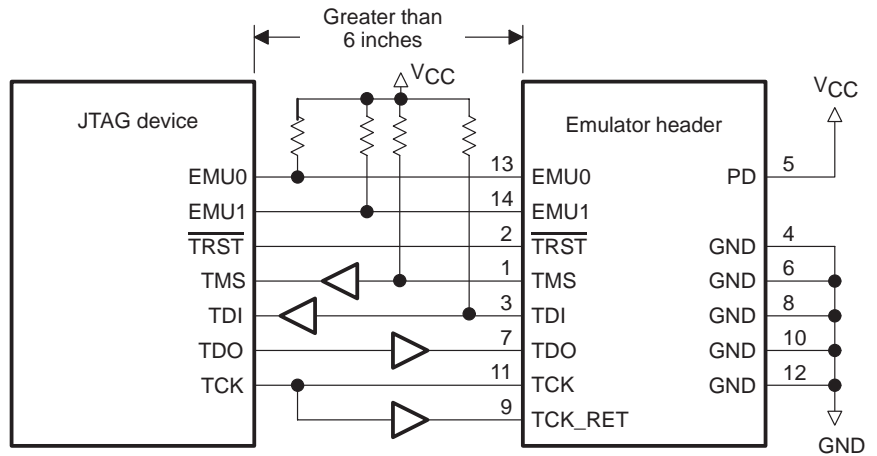 Greater than
6 inches
VCC
VCC
JTAG device
Emulator header
EMU0 13 EMU0 PD 5
EMU1 14 EMU1
TRST 2 TRST GND 4
TMS 1 TMS GND 6
TDI 3 TDI GND 8
TDO 7 TDO GND 10
TCK 11 TCK GND 12
9 TCK_RET
GND